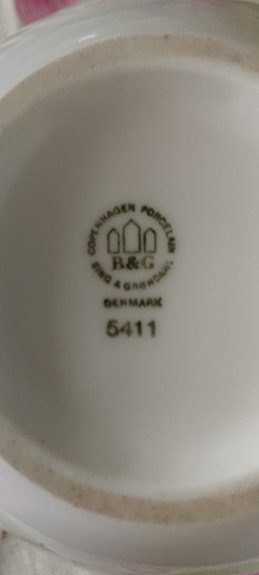 COPENHAGEN PORCELAIN
B&G
BING & GRØNDAHL
DENMARK
5411